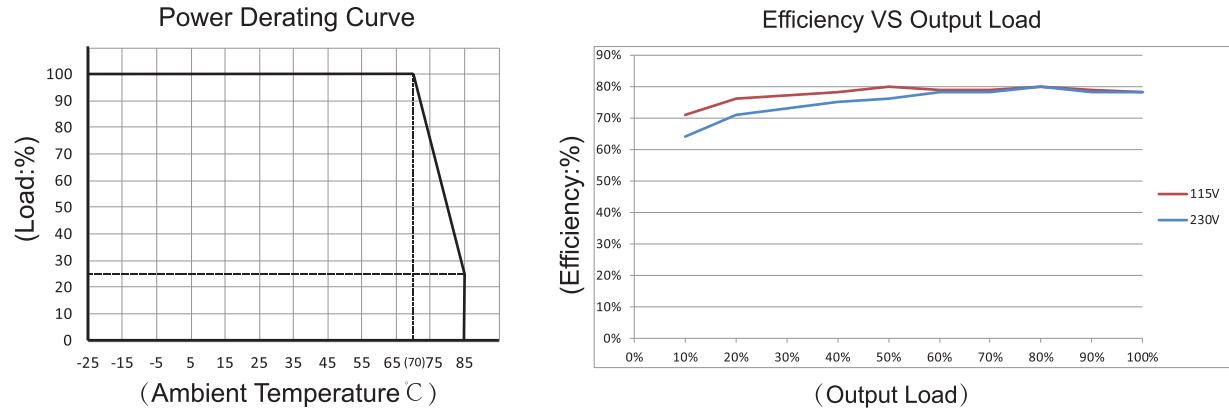 Power Derating Curve
100
90
80
70
60
50
40
30
20
10
0
(Load:%)
-25 -15 -5 5 15 25 35 45 55 65 (70) 75 85
(Ambient Temperature℃)
Efficiency VS Output Load
90%
80%
70%
60%
50%
40%
30%
20%
10%
0%
(Efficiency:%)
0% 10% 20% 30% 40% 50% 60% 70% 80% 90% 100%
(Output Load)
115V
230V